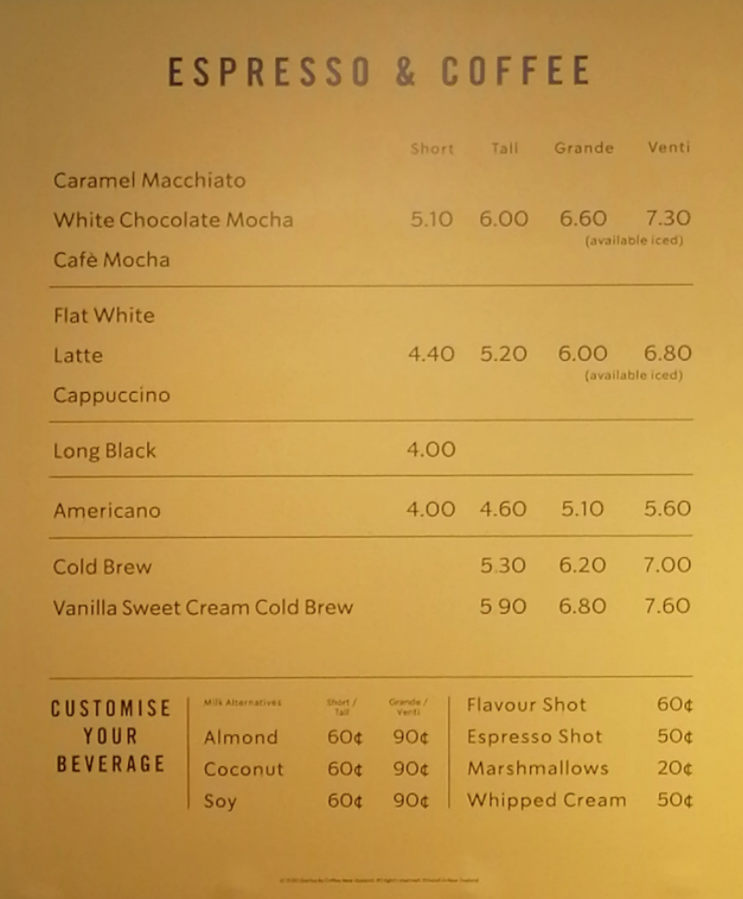 ESPRESSO & COFFEE
Short Tall Grande Venti
Caramel Macchiato
White Chocolate Mocha 5.10 6.00 6.60 7.30
(available iced)
Cafè Mocha
Flat White
Latte 4.40 5.20 6.00 6.80
(available iced)
Cappuccino
Long Black 4.00
Americano 4.00 4.60 5.10 5.60
Cold Brew 5.30 6.20 7.00
Vanilla Sweet Cream Cold Brew 5 90 6.80 7.60
CUSTOMISE
YOUR
BEVERAGE
Milk Alternatives Short / Tall Grande / Venti
Almond 60¢ 90¢
Coconut 60¢ 90¢
Soy 60¢ 90¢
Flavour Shot 60¢
Espresso Shot 50¢
Marshmallows 20¢
Whipped Cream 50¢